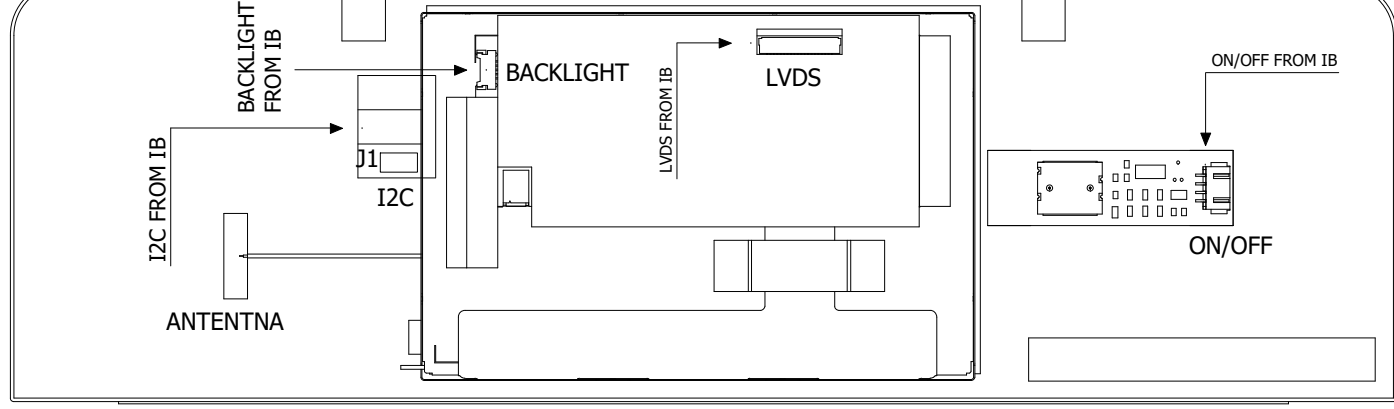 BACKLIGHT
FROM IB
BACKLIGHT
LVDS FROM IB
LVDS
ON/OFF FROM IB
I2C FROM IB
J1
I2C
ON/OFF
ANTENTNA